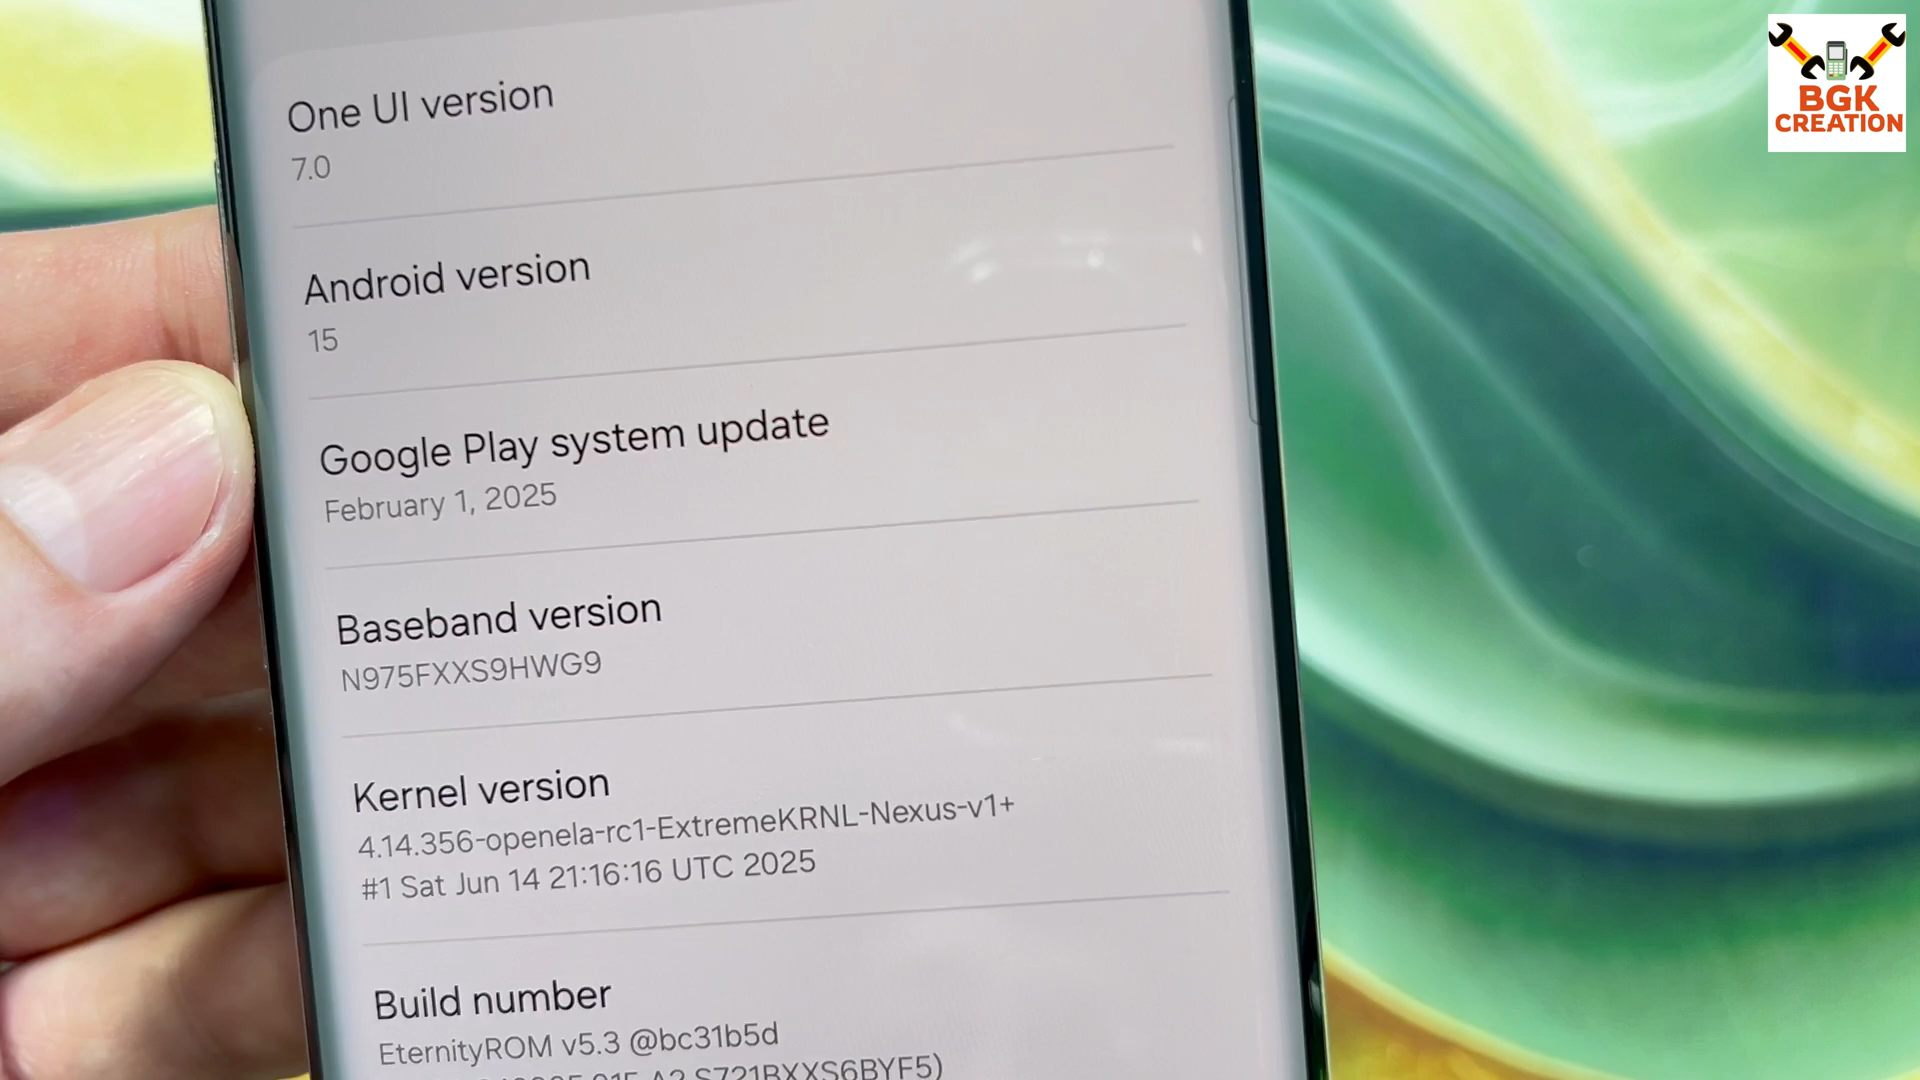 One UI version
7.0
Android version
15
Google Play system update
February 1, 2025
Baseband version
N975FXXS9HWG9
Kernel version
4.14.356-openela-rc1-ExtremeKRNL-Nexus-v1+
#1 Sat Jun 14 21:16:16 UTC 2025
Build number
EternityROM v5.3 @bc31b5d
S721BXXS6BYF5)
BGK
CREATION